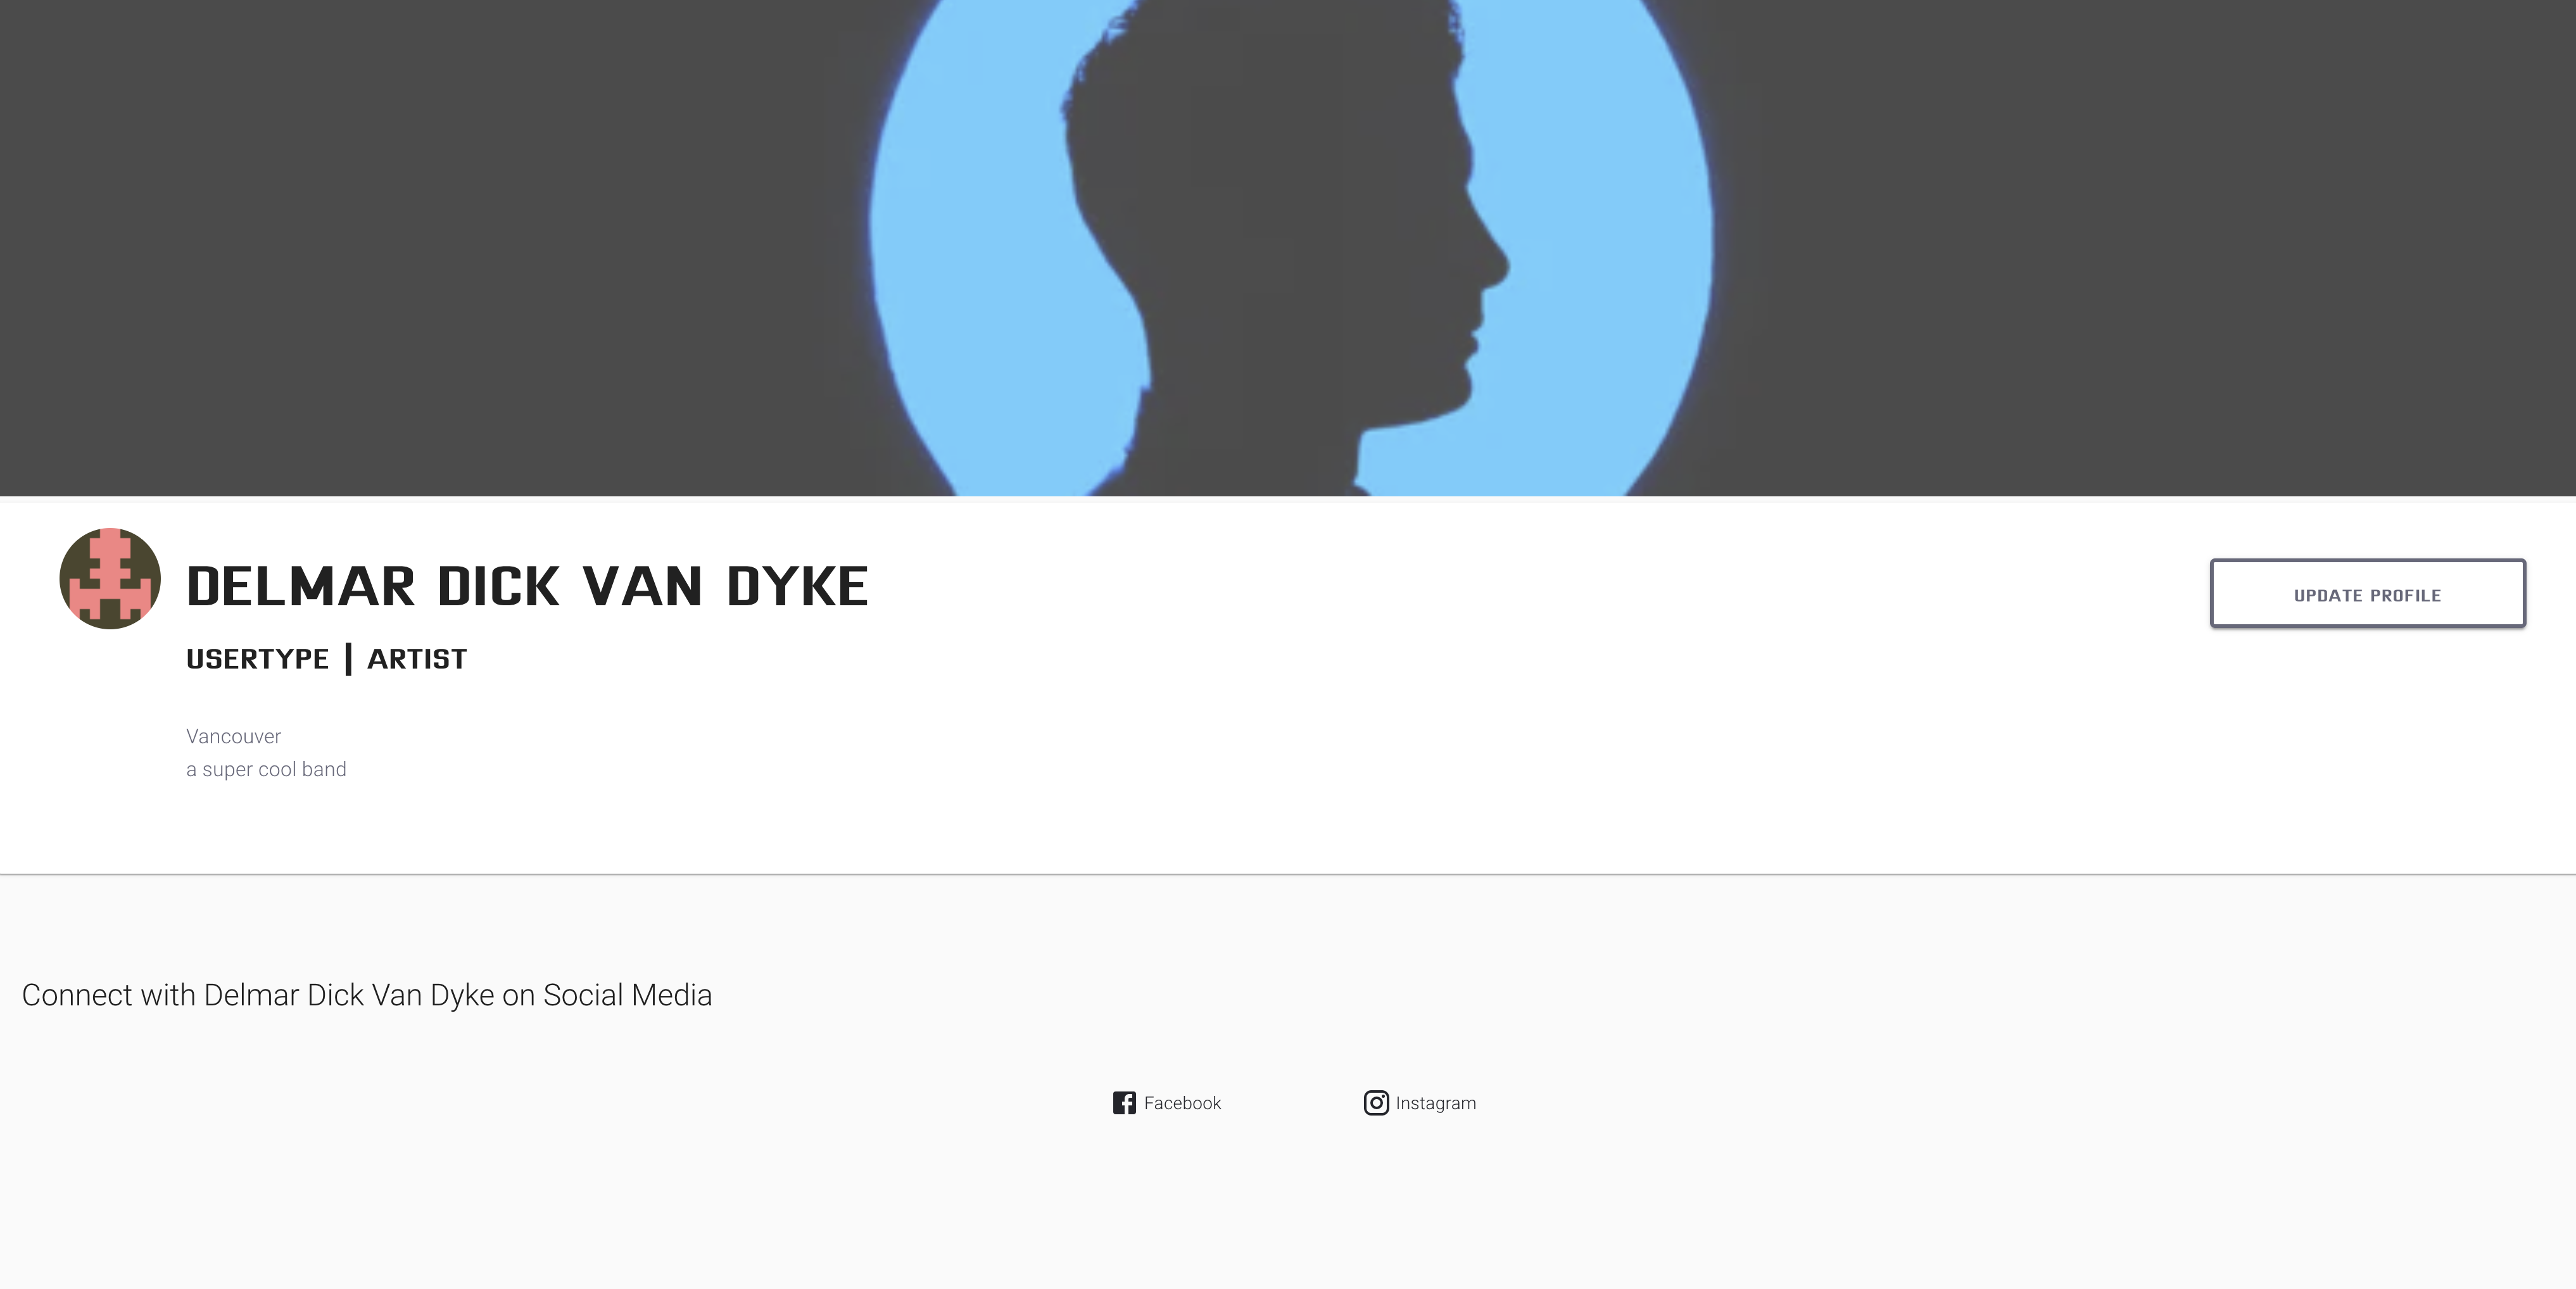 DELMAR DICK VAN DYKE
UPDATE PROFILE
USERTYPE | ARTIST
Vancouver
a super cool band
Connect with Delmar Dick Van Dyke on Social Media
Facebook
Instagram